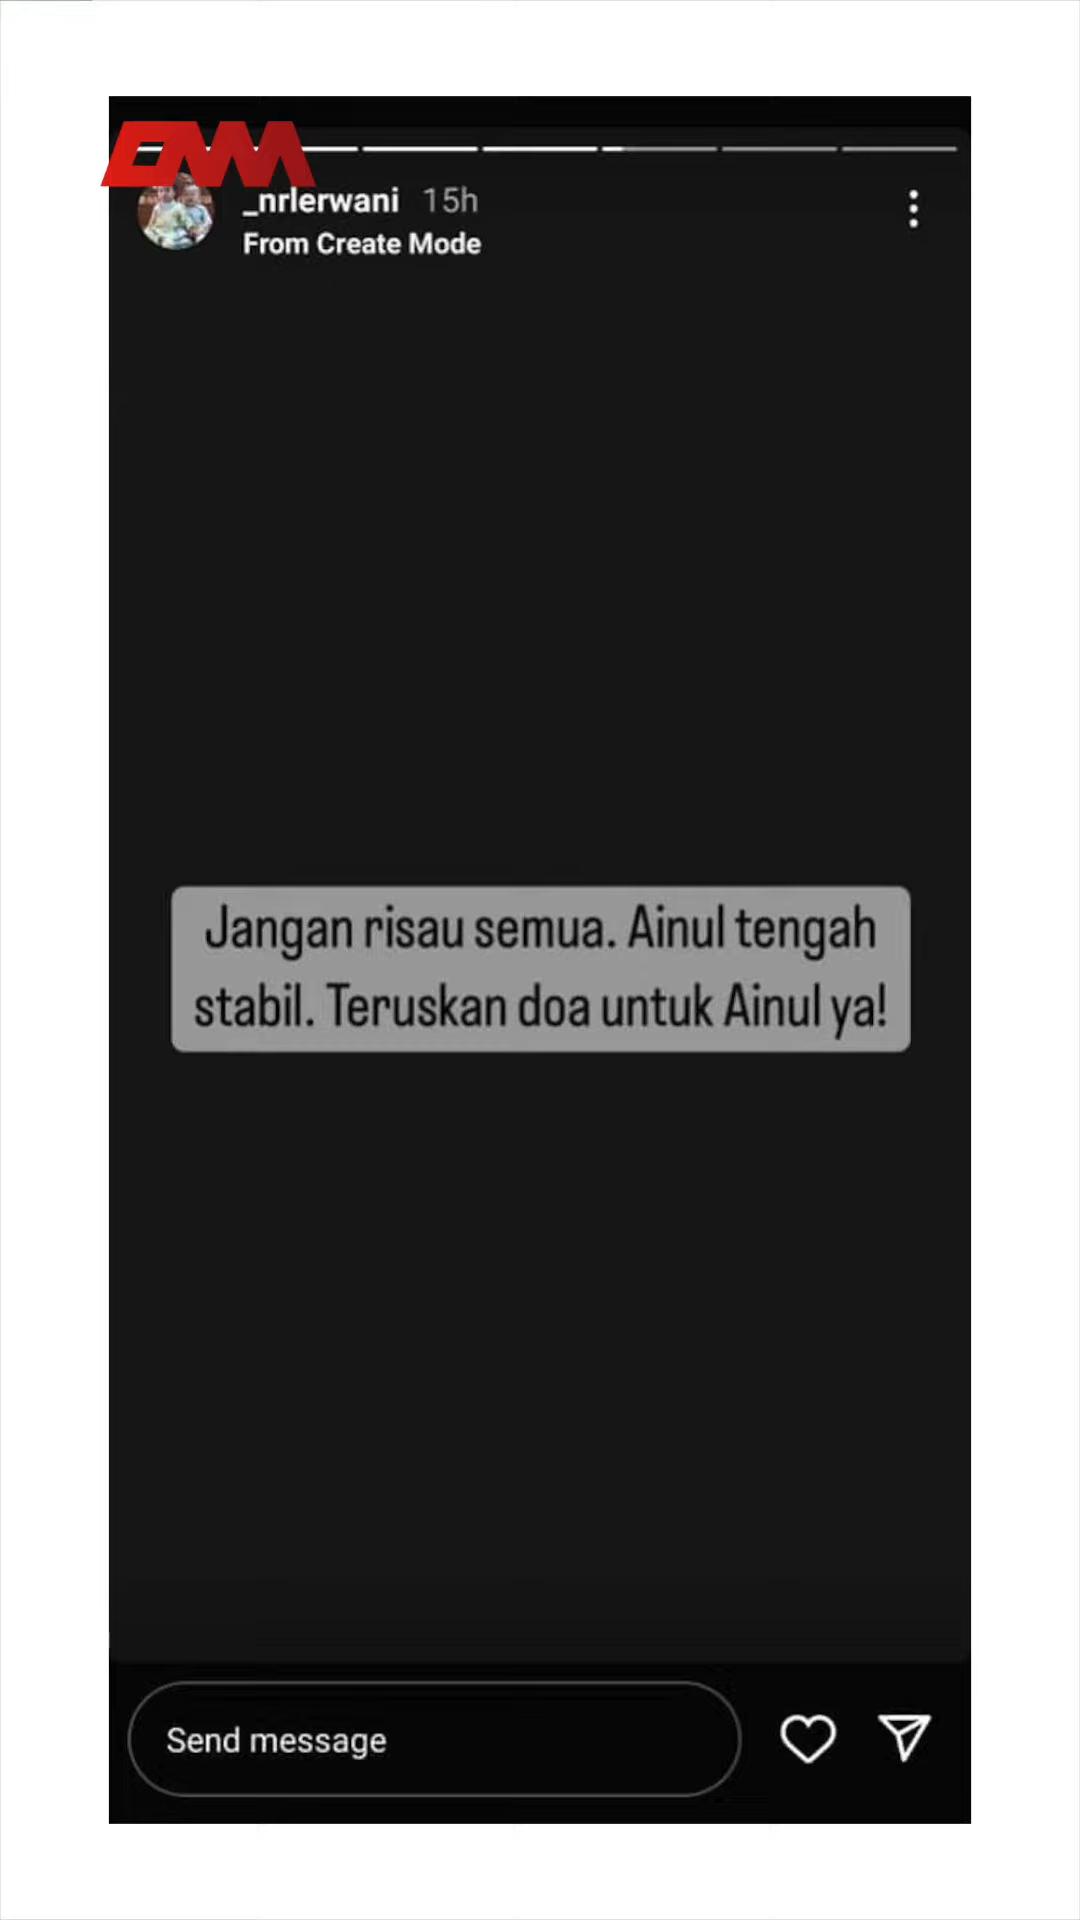 _nrlerwani 15h
From Create Mode
Jangan risau semua. Ainul tengah
stabil. Teruskan doa untuk Ainul ya!
Send message